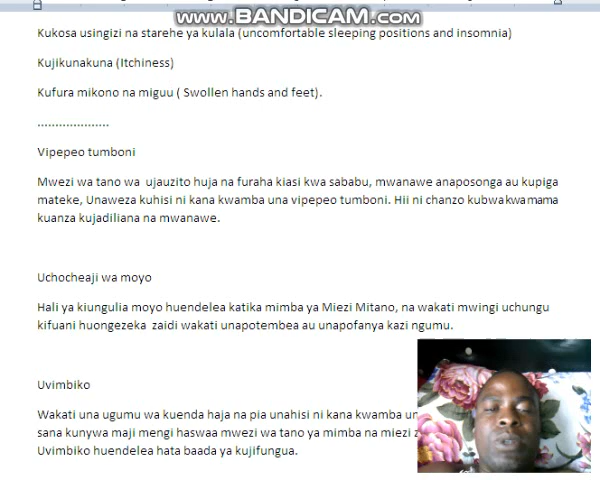 www.BANDICAM.com
Kukosa usingizi na starehe ya kulala (uncomfortable sleeping positions and insomnia)
Kujikunakuna (Itchiness)
Kufura mikono na miguu ( Swollen hands and feet).
....................
Vipepeo tumboni
Mwezi wa tano wa ujauzito huja na furaha kiasi kwa sababu, mwanawe anaposonga au kupiga
mateke, Unaweza kuhisi ni kana kwamba una vipepeo tumboni. Hii ni chanzo kubwa kwa mama
kuanza kujadiliana na mwanawe.
Uchocheaji wa moyo
Hali ya kiungulia moyo huendelea katika mimba ya Miezi Mitano, na wakati mwingi uchungu
kifuani huongezeka zaidi wakati unapotembea au unapofanya kazi ngumu.
Uvimbiko
Wakati una ugumu wa kuenda haja na pia unahisi ni kana kwamba
sana kunywa maji mengi haswaa mwezi wa tano ya mimba na miezi
Uvimbiko huendelea hata baada ya kujifungua.